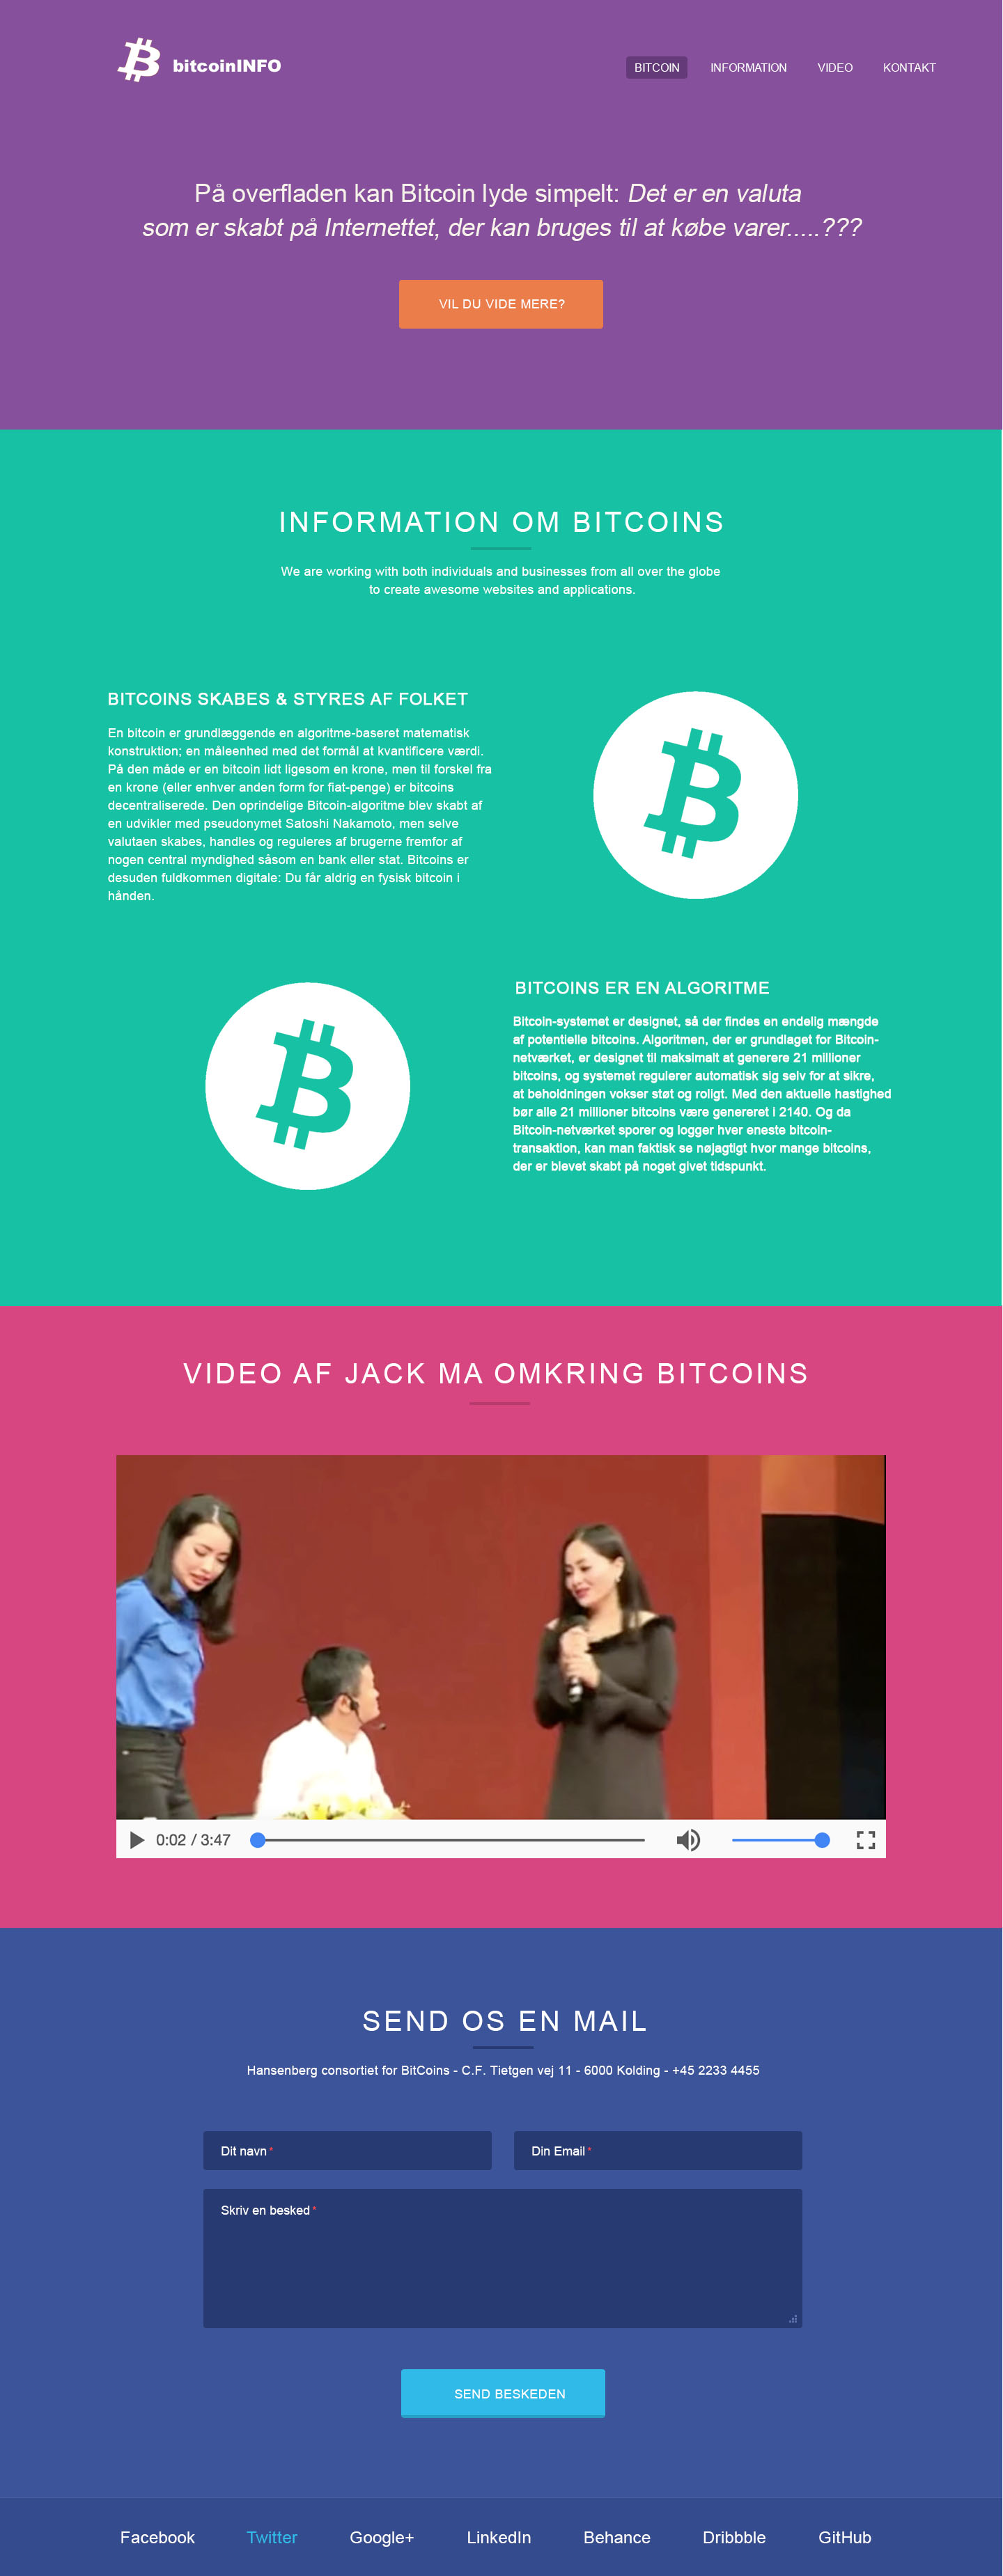 bitcoinINFO
BITCOIN INFORMATION VIDEO KONTAKT
På overfladen kan Bitcoin lyde simpelt: Det er en valuta
som er skabt på Internettet, der kan bruges til at købe varer.....???
VIL DU VIDE MERE?
INFORMATION OM BITCOINS
We are working with both individuals and businesses from all over the globe
to create awesome websites and applications.
BITCOINS SKABES & STYRES AF FOLKET
En bitcoin er grundlæggende en algoritme-baseret matematisk
konstruktion; en måleenhed med det formål at kvantificere værdi.
På den måde er en bitcoin lidt ligesom en krone, men til forskel fra
en krone (eller enhver anden form for fiat-penge) er bitcoins
decentraliserede. Den oprindelige Bitcoin-algoritme blev skabt af
en udvikler med pseudonymet Satoshi Nakamoto, men selve
valutaen skabes, handles og reguleres af brugerne fremfor af
nogen central myndighed såsom en bank eller stat. Bitcoins er
desuden fuldkommen digitale: Du får aldrig en fysisk bitcoin i
hånden.
BITCOINS ER EN ALGORITME
Bitcoin-systemet er designet, så der findes en endelig mængde
af potentielle bitcoins. Algoritmen, der er grundlaget for Bitcoin-
netværket, er designet til maksimalt at generere 21 millioner
bitcoins, og systemet regulerer automatisk sig selv for at sikre,
at beholdningen vokser støt og roligt. Med den aktuelle hastighed
bør alle 21 millioner bitcoins være genereret i 2140. Og da
Bitcoin-netværket sporer og logger hver eneste bitcoin-
transaktion, kan man faktisk se nøjagtigt hvor mange bitcoins,
der er blevet skabt på noget givet tidspunkt.
VIDEO AF JACK MA OMKRING BITCOINS
0:02 / 3:47
SEND OS EN MAIL
Hansenberg consortiet for BitCoins - C.F. Tietgen vej 11 - 6000 Kolding - +45 2233 4455
Dit navn * Din Email *
Skriv en besked *
SEND BESKEDEN
Facebook Twitter Google+ LinkedIn Behance Dribbble GitHub